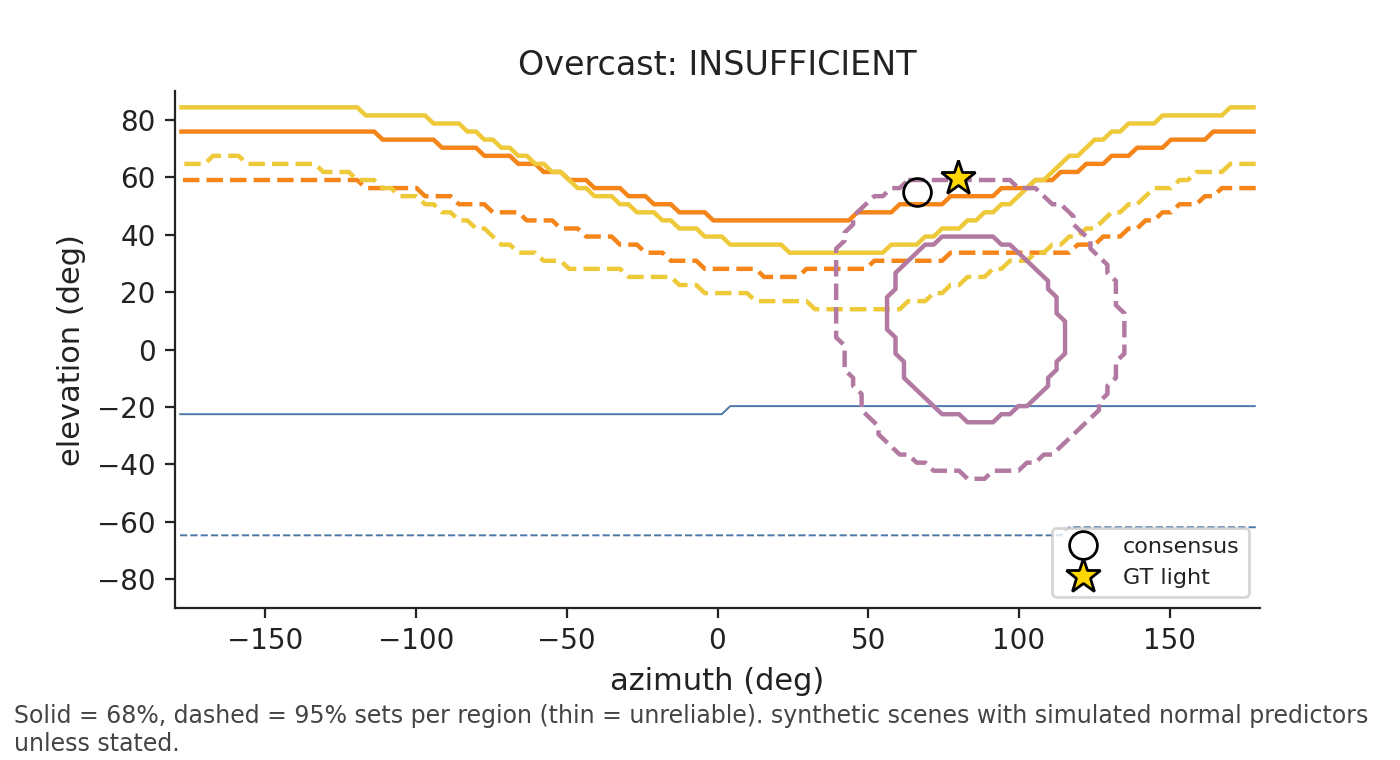 Overcast: INSUFFICIENT
elevation (deg)
80
60
40
20
0
−20
−40
−60
−80
consensus
GT light
−150
−100
−50
0
50
100
150
azimuth (deg)
Solid = 68%, dashed = 95% sets per region (thin = unreliable). synthetic scenes with simulated normal predictors
unless stated.